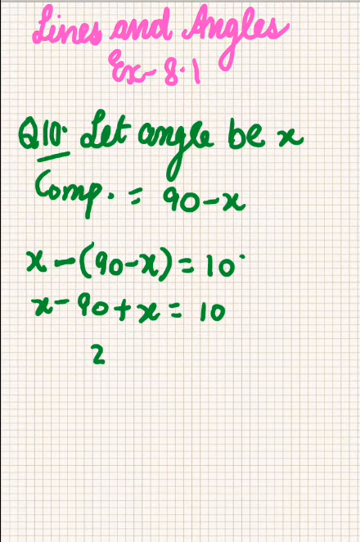 Lines and Angles
Ex-8.1
Q10. Let angle be x
Comp. = 90-x
x-(90-x)=10
x-90+x=10
2